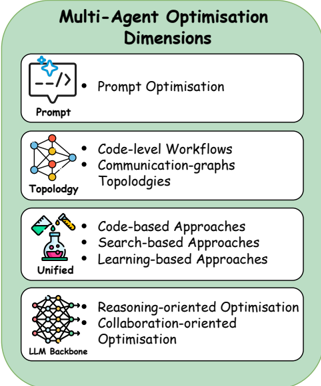 Multi-Agent Optimisation
Dimensions
--/>
Prompt
• Prompt Optimisation
Topolodgy
• Code-level Workflows
• Communication-graphs
Topolodgies
Unified
• Code-based Approaches
• Search-based Approaches
• Learning-based Approaches
LLM Backbone
• Reasoning-oriented Optimisation
• Collaboration-oriented
Optimisation